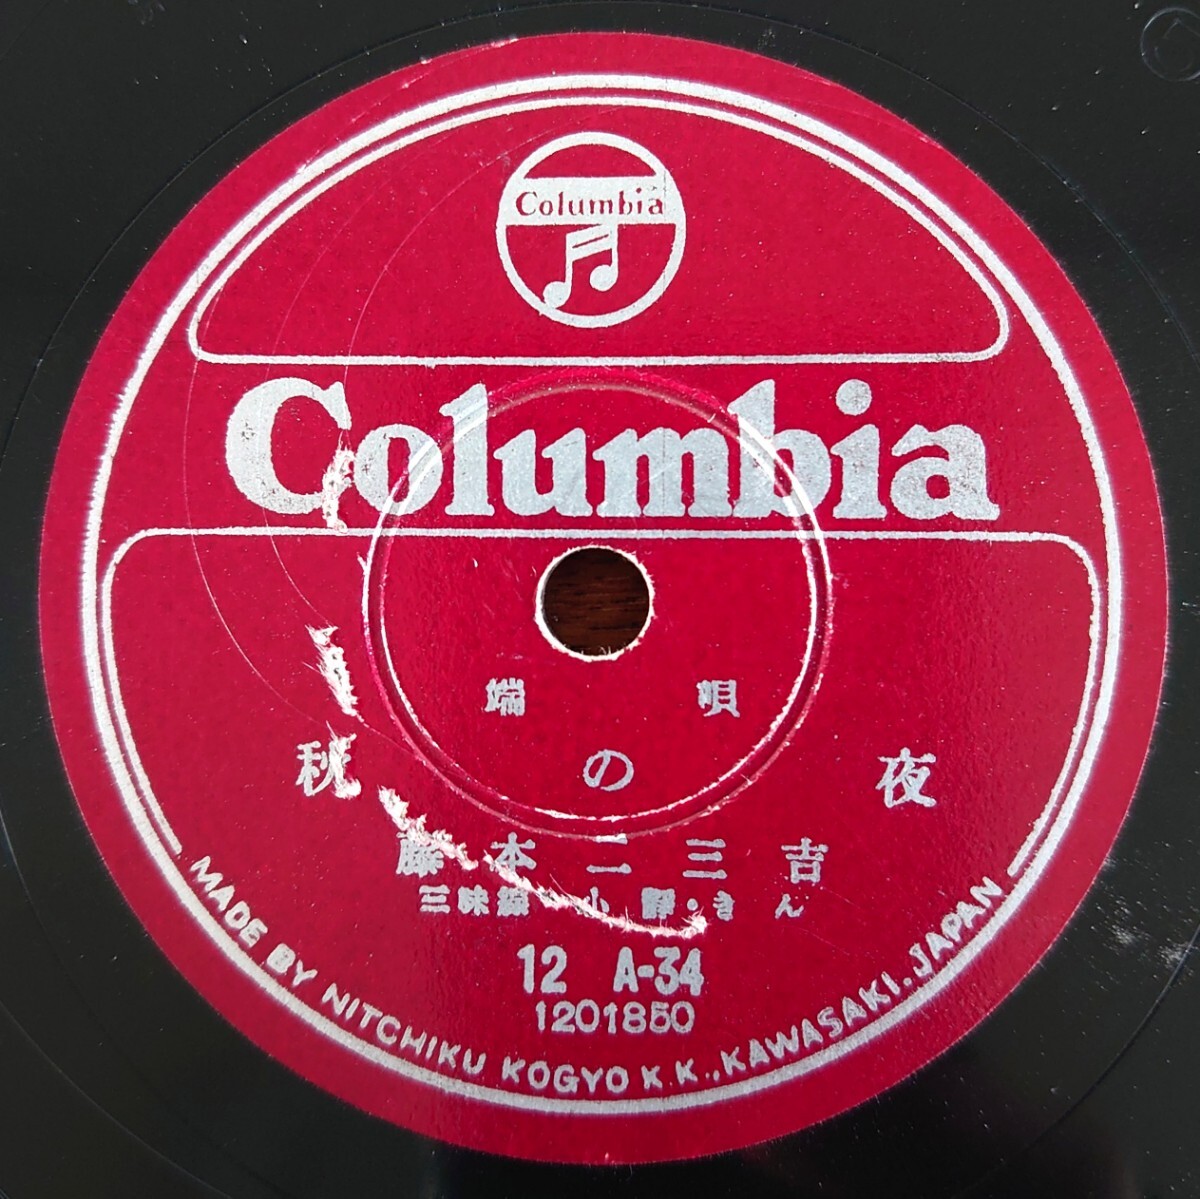 Columbia
Columbia
端唄
秋の夜
藤本二三吉
三味線 小静・きん
12 A-34
1201850
MADE BY NITCHIKU KOGYO K.K., KAWASAKI, JAPAN